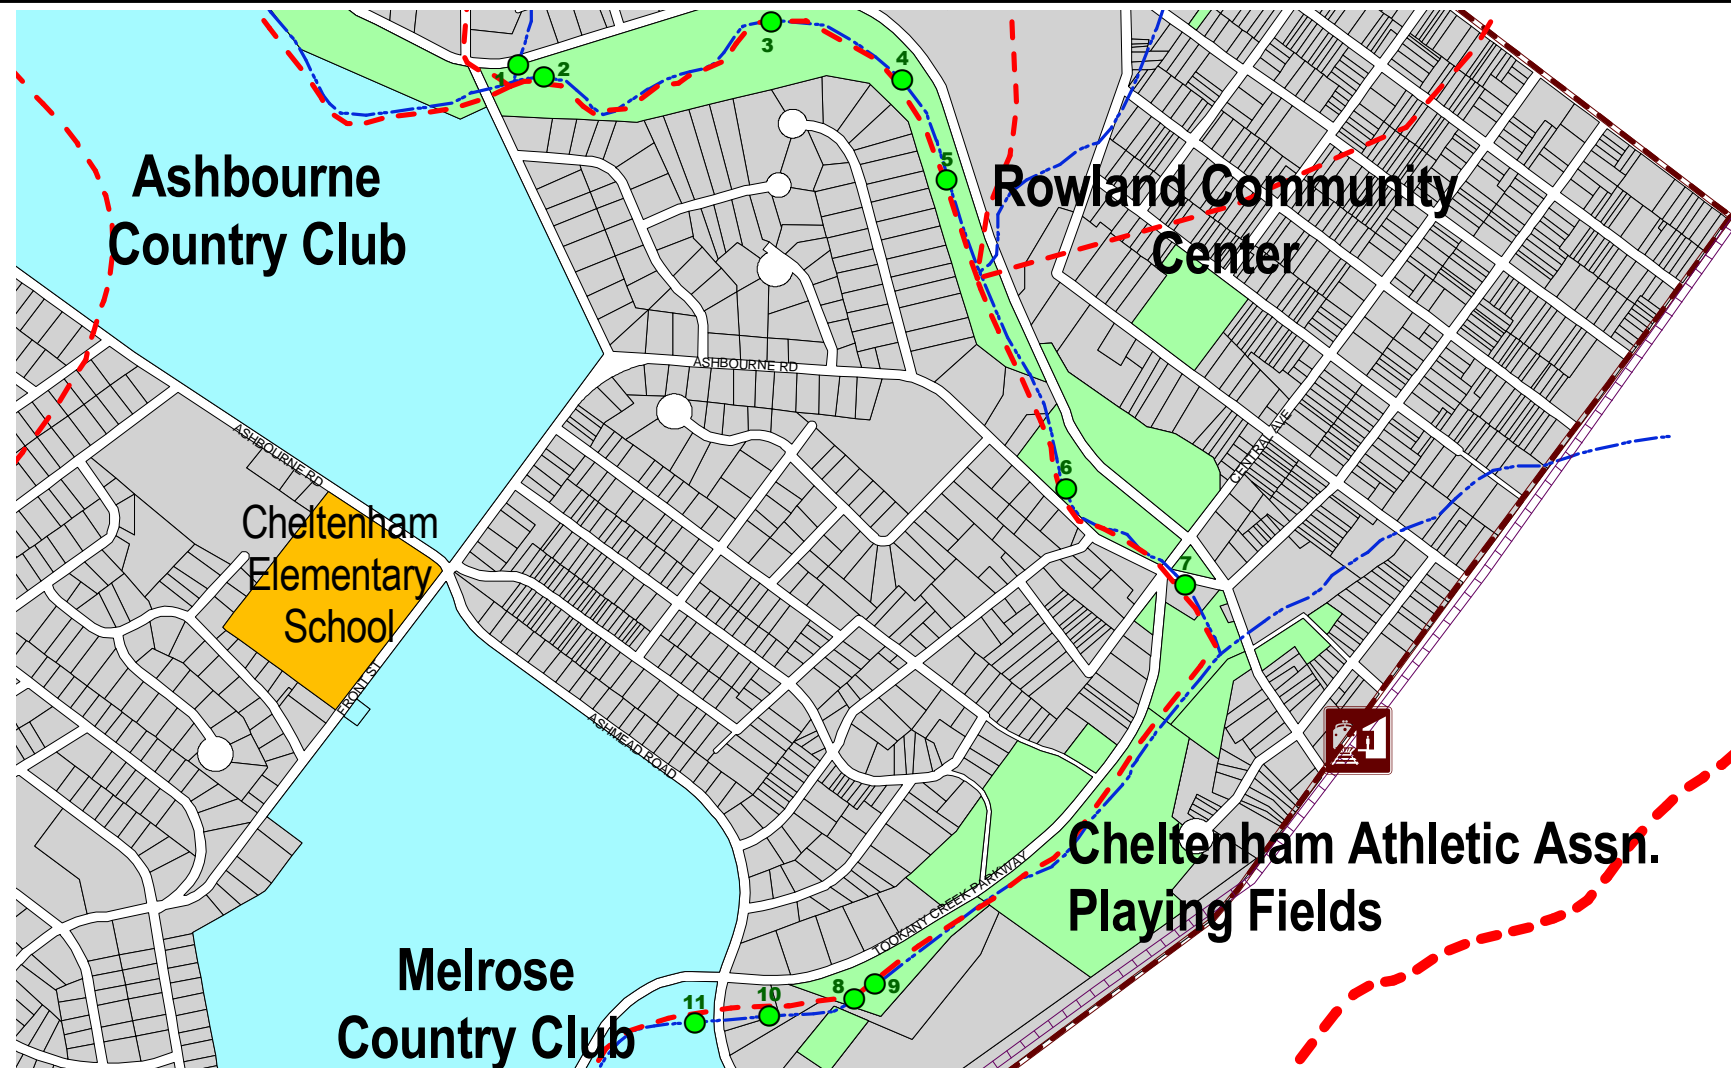 3
1
2
4
Ashbourne
Country Club
5
Rowland Community
Center
ASHBOURNE RD
ASHBOURNE RD
CENTRAL AVE
6
Cheltenham
Elementary
School
7
FRONT ST
ASHMEAD ROAD
Cheltenham Athletic Assn.
Playing Fields
TOOKANY CREEK PARKWAY
Melrose
Country Club
8
9
10
11